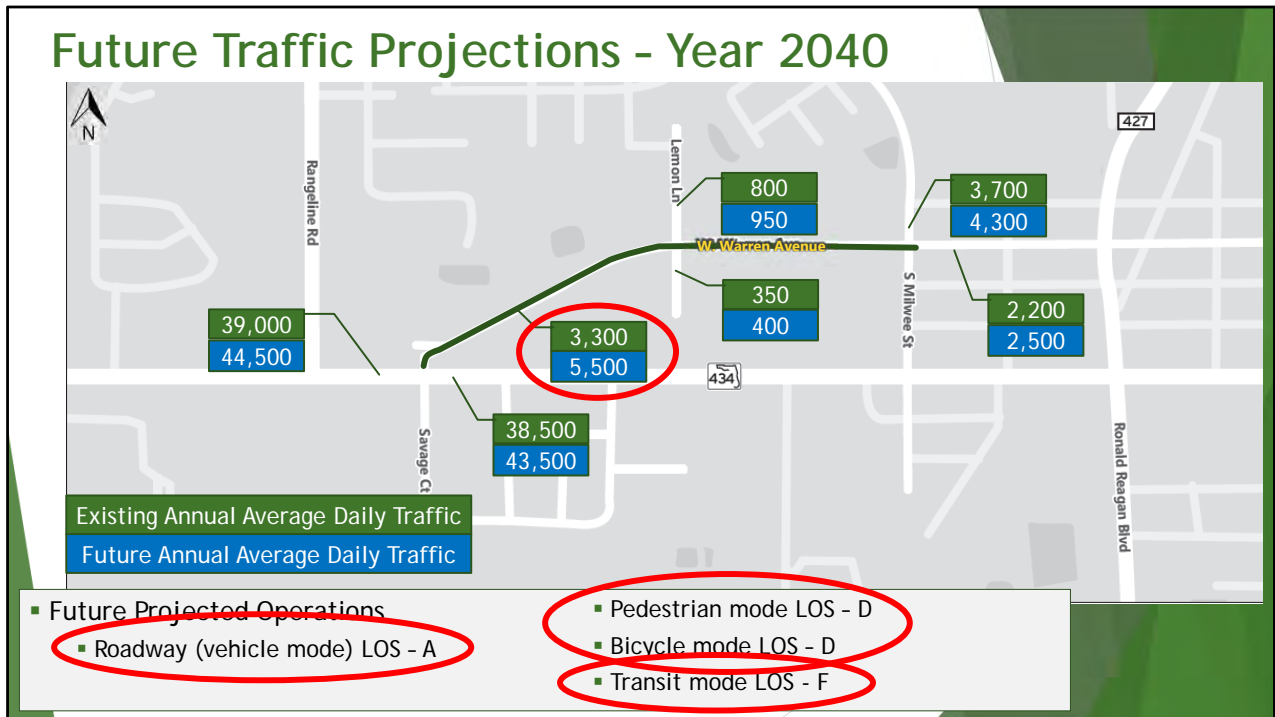 Future Traffic Projections – Year 2040
N
427
Rangeline Rd
Lemon Ln
800
950
3,700
4,300
W. Warren Avenue
350
400
S Milwee St
2,200
2,500
39,000
44,500
3,300
5,500
434
38,500
43,500
Savage Ct
Ronald Reagan Blvd
Existing Annual Average Daily Traffic
Future Annual Average Daily Traffic
▪ Future Projected Operations
▪ Roadway (vehicle mode) LOS – A
▪ Pedestrian mode LOS – D
▪ Bicycle mode LOS – D
▪ Transit mode LOS - F